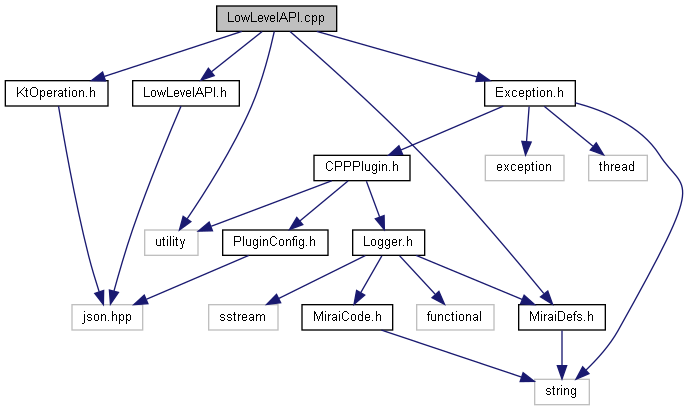 LowLevelAPI.cpp
KtOperation.h
LowLevelAPI.h
Exception.h
CPPPlugin.h
exception
thread
utility
PluginConfig.h
Logger.h
json.hpp
sstream
MiraiCode.h
functional
MiraiDefs.h
string